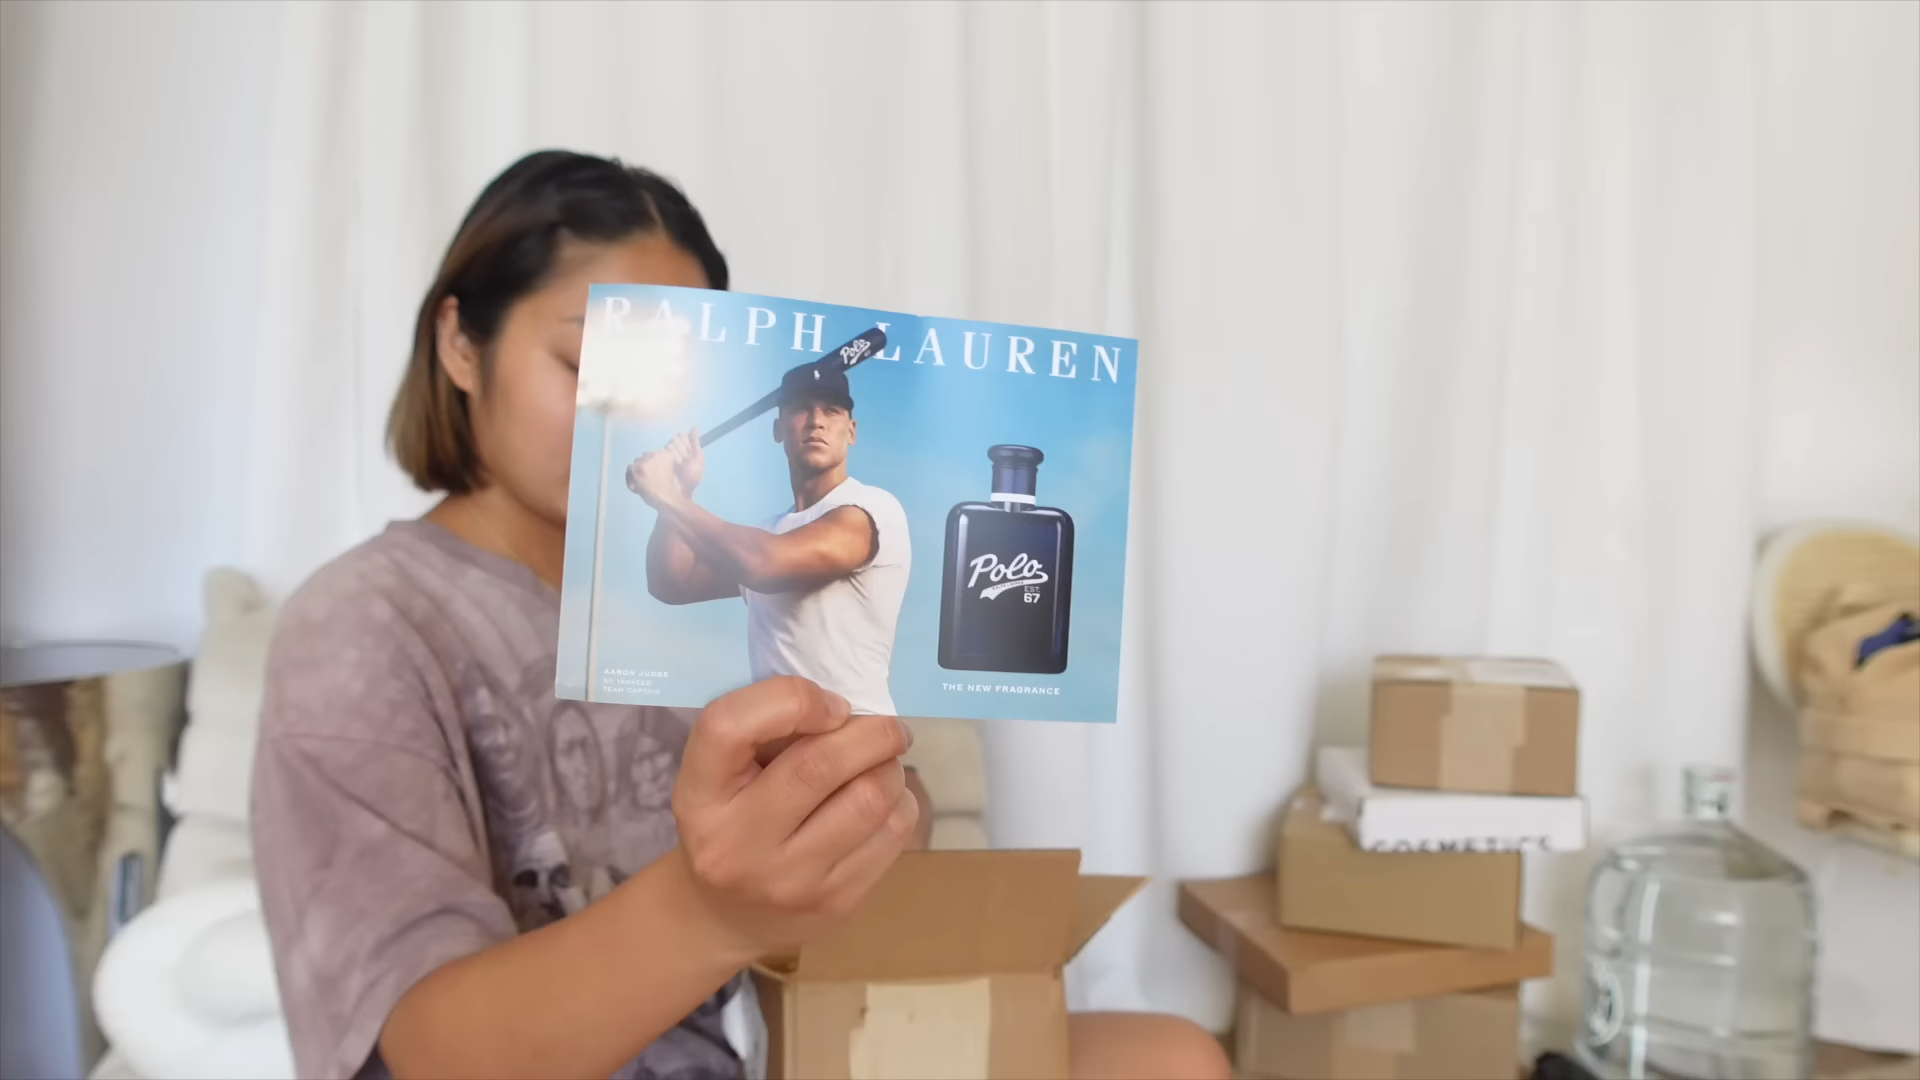 RALPH LAUREN
Polo
Polo
EST.
67
AARON JUDGE
NY YANKEES
TEAM CAPTAIN
THE NEW FRAGRANCE
COSMETICS